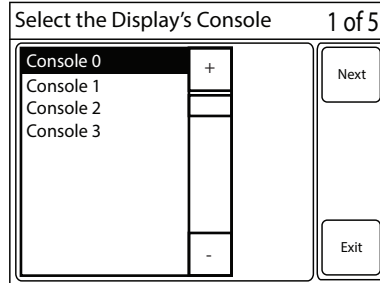 Select the Display's Console 1 of 5
Console 0
Console 1
Console 2
Console 3
+
-
Next
Exit